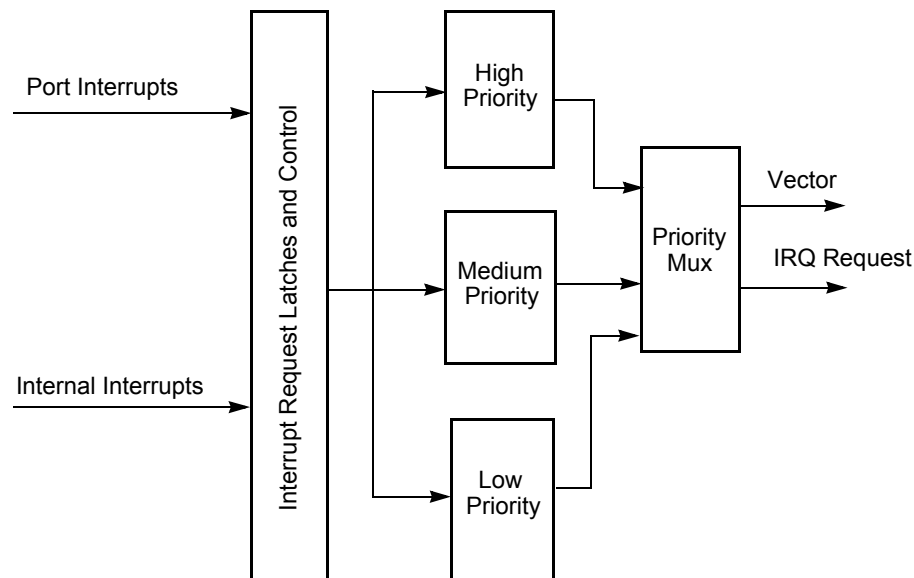 Port Interrupts
Internal Interrupts
Interrupt Request Latches and Control
High
Priority
Medium
Priority
Low
Priority
Priority
Mux
Vector
IRQ Request